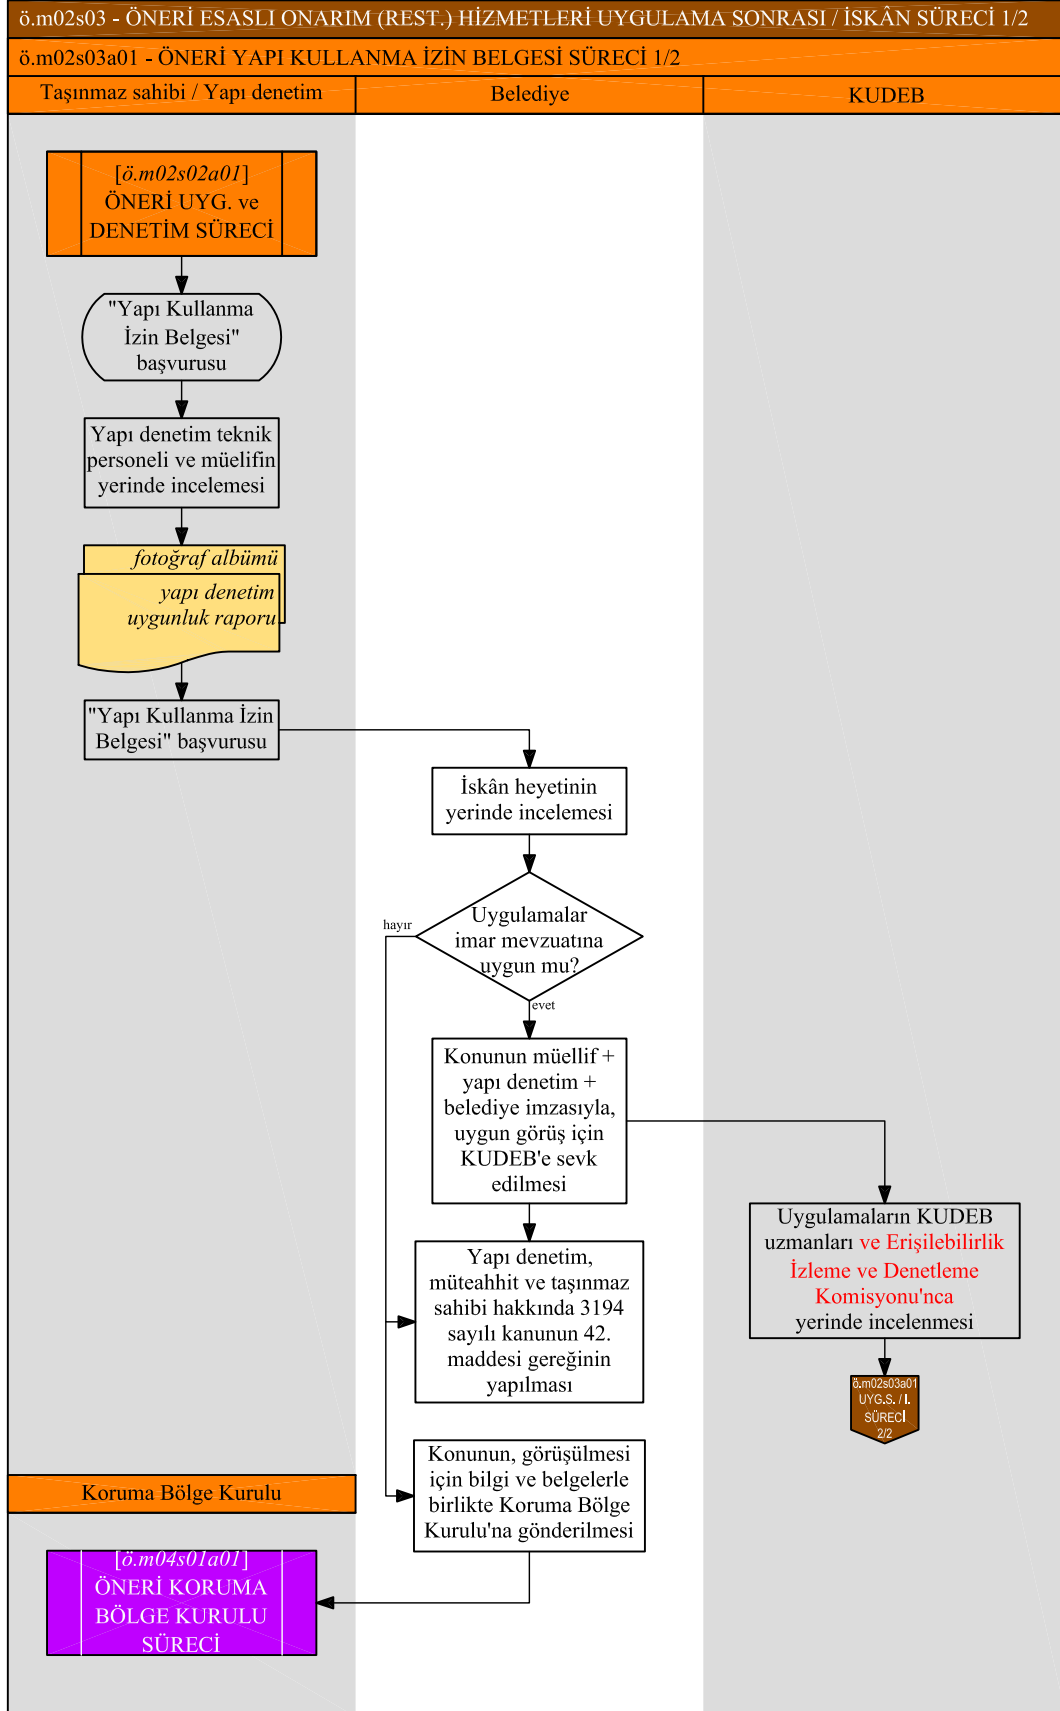 ö.m02s03 - ÖNERİ ESASLI ONARIM (REST.) HİZMETLERİ UYGULAMA SONRASI / İSKÂN SÜRECİ 1/2
ö.m02s03a01 - ÖNERİ YAPI KULLANMA İZİN BELGESİ SÜRECİ 1/2
Taşınmaz sahibi / Yapı denetim
Belediye
KUDEB
[ö.m02s02a01]
ÖNERİ UYG. ve
DENETİM SÜRECİ
"Yapı Kullanma
İzin Belgesi"
başvurusu
Yapı denetim teknik
personeli ve müelifin
yerinde incelemesi
fotoğraf albümü
yapı denetim
uygunluk raporu
"Yapı Kullanma İzin
Belgesi" başvurusu
İskân heyetinin
yerinde incelemesi
Uygulamalar
imar mevzuatına
uygun mu?
hayır
evet
Konunun müellif +
yapı denetim +
belediye imzasıyla,
uygun görüş için
KUDEB'e sevk
edilmesi
Uygulamaların KUDEB
uzmanları ve Erişilebilirlik
İzleme ve Denetleme
Komisyonu'nca
yerinde incelenmesi
ö.m02s03a01
UYG.S. / I.
SÜRECİ
2/2
Yapı denetim,
müteahhit ve taşınmaz
sahibi hakkında 3194
sayılı kanunun 42.
maddesi gereğinin
yapılması
Konunun, görüşülmesi
için bilgi ve belgelerle
birlikte Koruma Bölge
Kurulu'na gönderilmesi
Koruma Bölge Kurulu
[ö.m04s01a01]
ÖNERİ KORUMA
BÖLGE KURULU
SÜRECİ